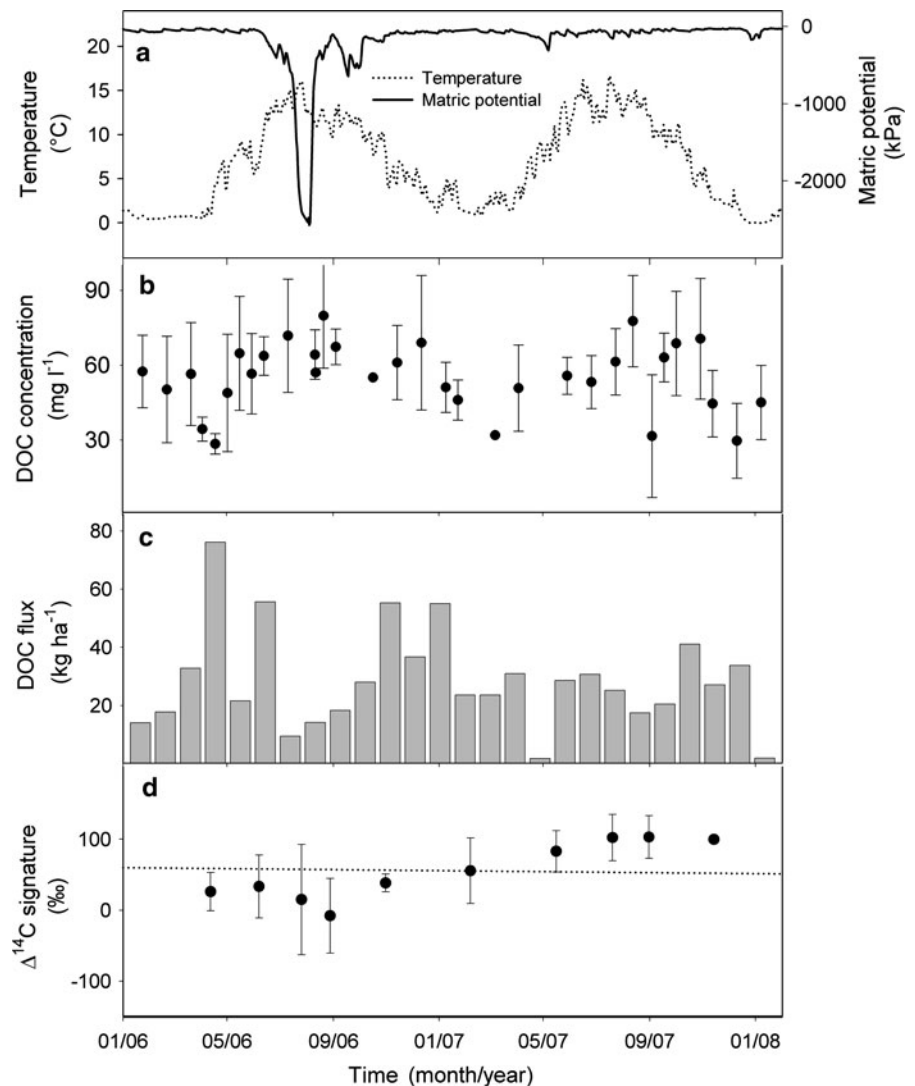 a
20
15
10
5
0
Temperature
(°C)
Temperature
Matric potential
0
-1000
-2000
Matric potential
(kPa)
b
90
60
30
DOC concentration
(mg l⁻¹)
c
80
60
40
20
DOC flux
(kg ha⁻¹)
d
100
0
-100
Δ¹⁴C signature
(‰)
01/06 05/06 09/06 01/07 05/07 09/07 01/08
Time (month/year)